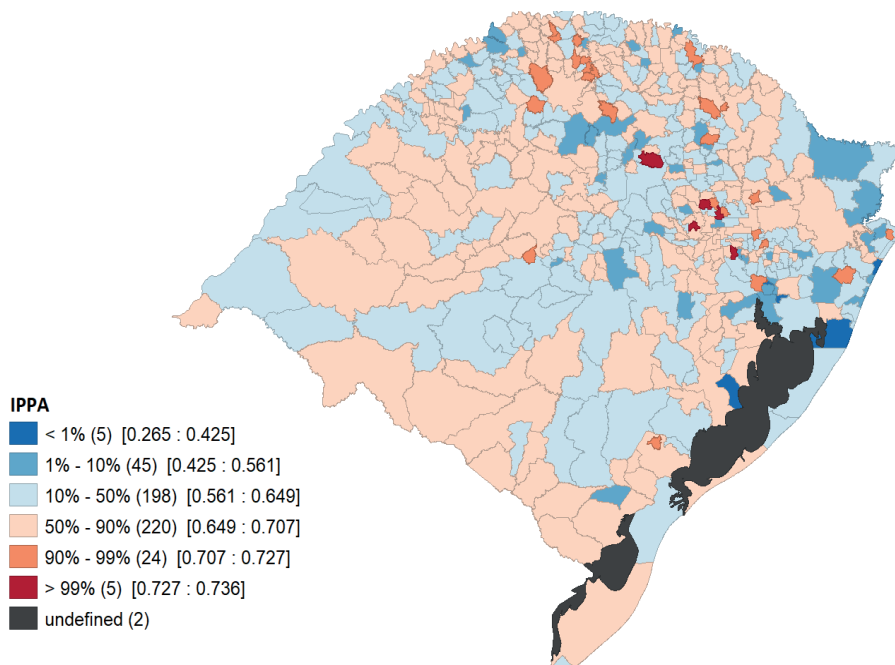 IPPA
< 1% (5) [0.265 : 0.425]
1% - 10% (45) [0.425 : 0.561]
10% - 50% (198) [0.561 : 0.649]
50% - 90% (220) [0.649 : 0.707]
90% - 99% (24) [0.707 : 0.727]
> 99% (5) [0.727 : 0.736]
undefined (2)